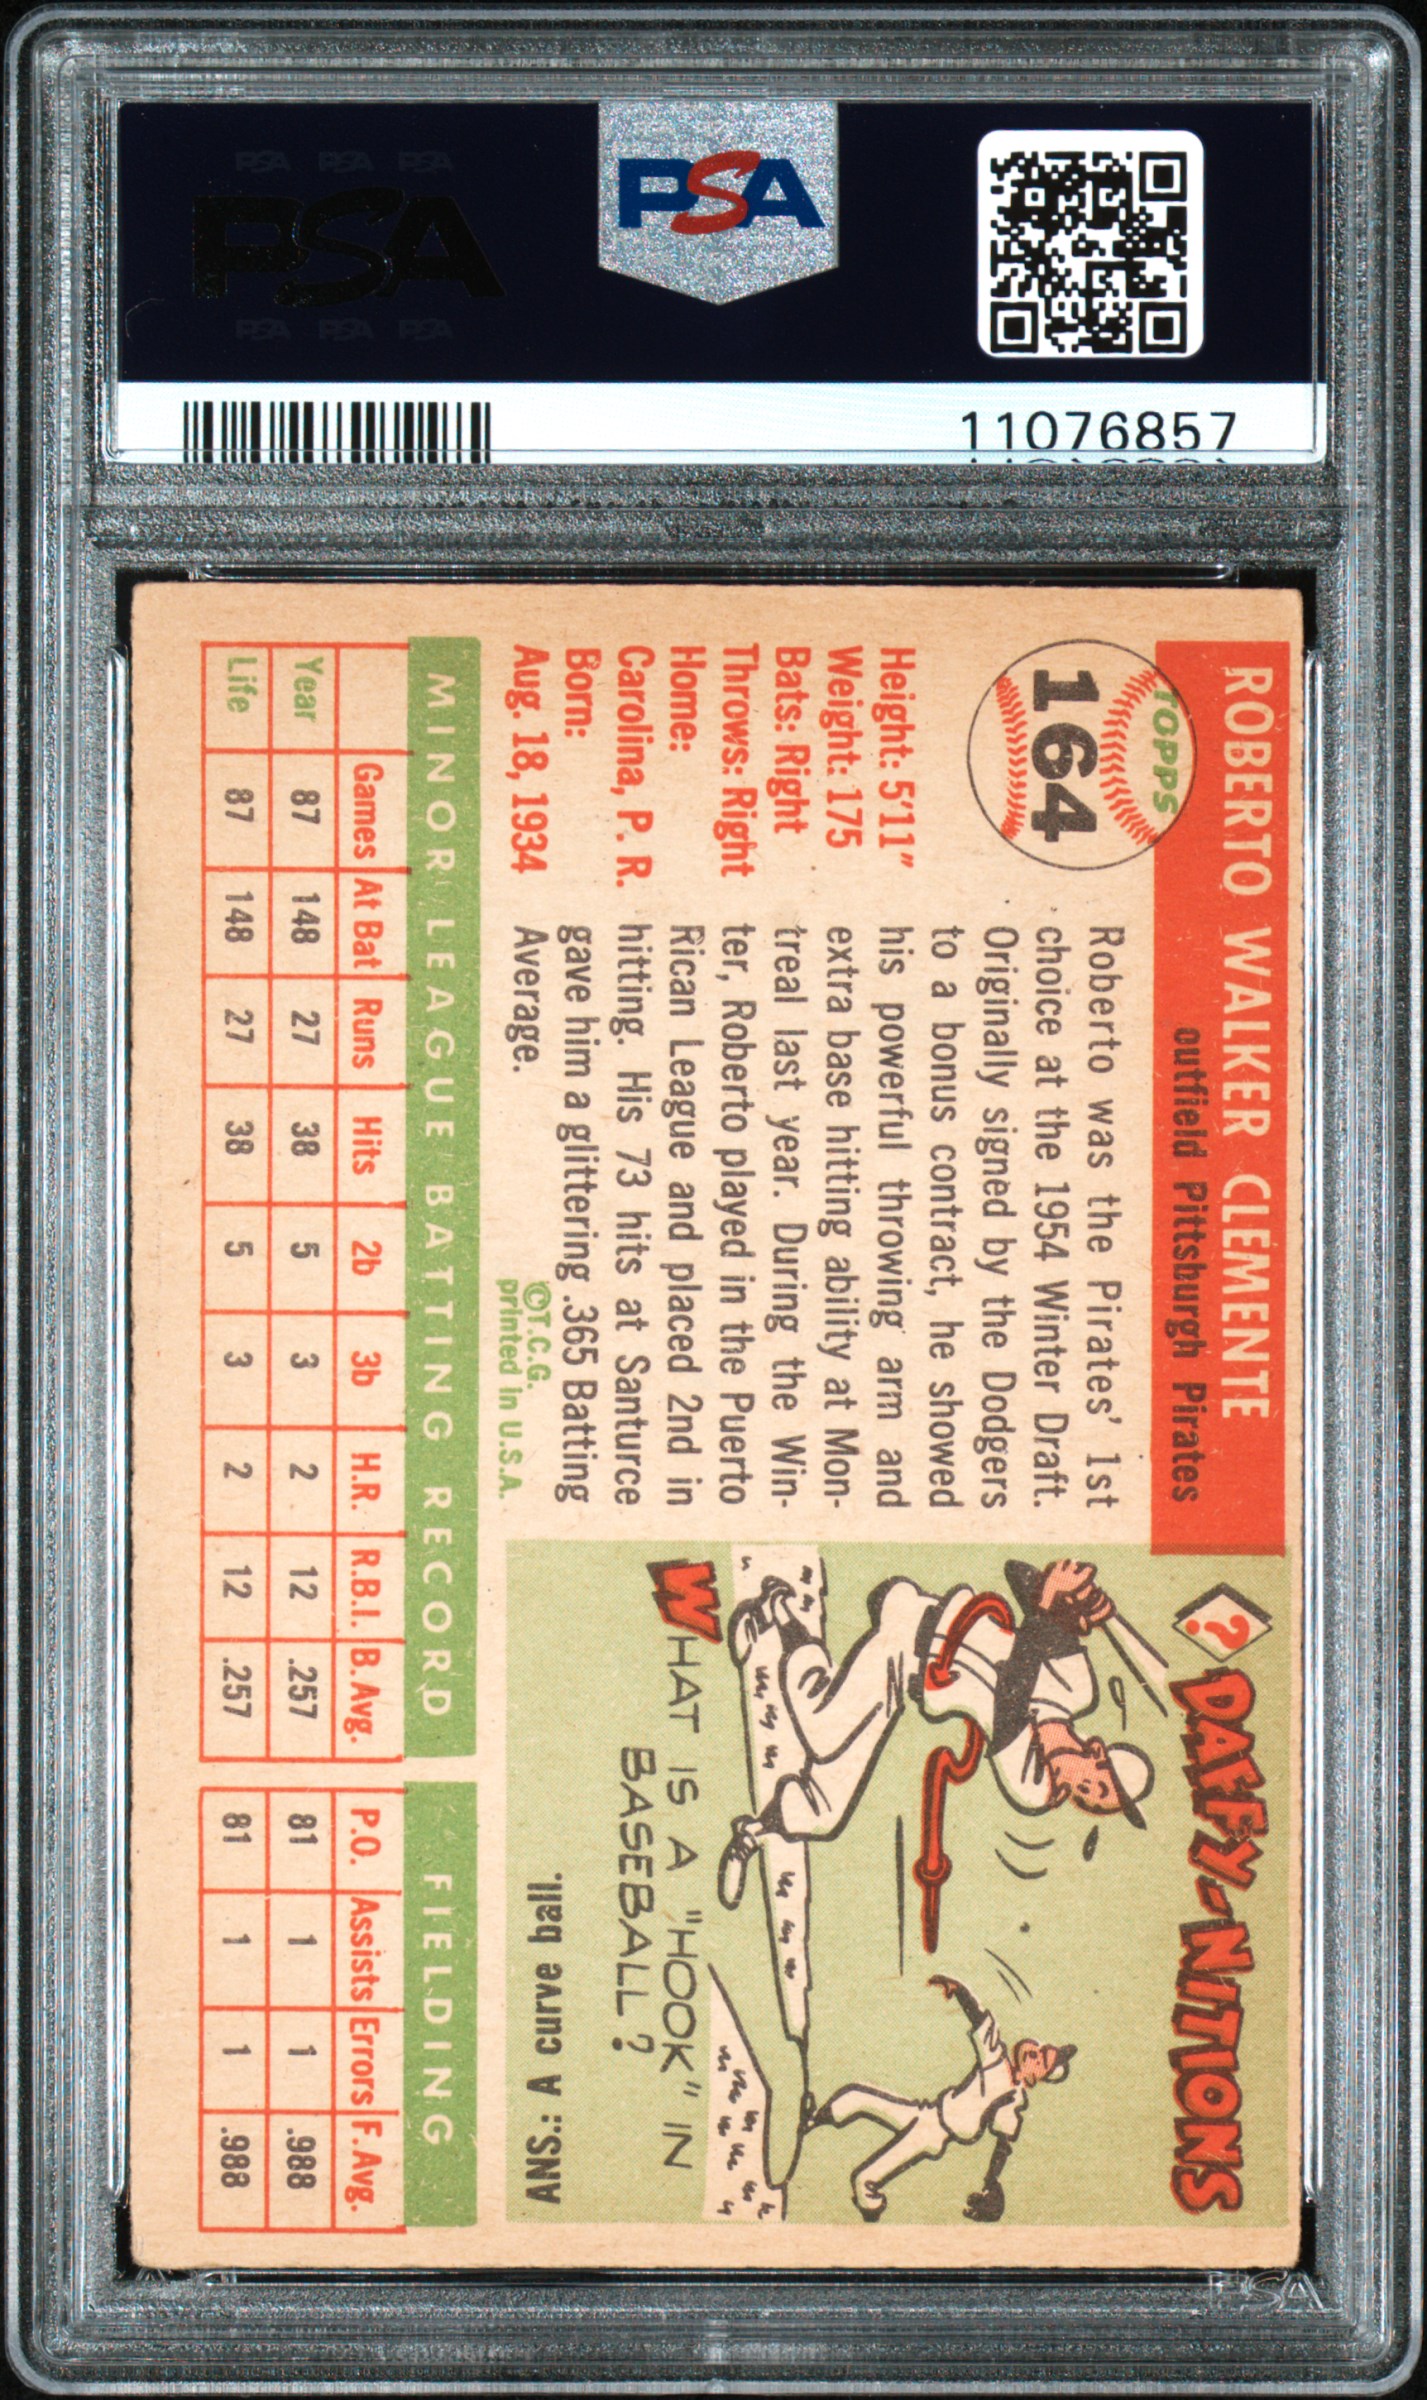 PSA PSA PSA
PSA
PSA PSA PSA
PSA
11076857
ROBERTO WALKER CLEMENTE
outfield Pittsburgh Pirates
TOPPS
164
Height: 5'11"
Weight: 175
Bats: Right
Throws: Right
Home:
Carolina, P. R.
Born:
Aug. 18, 1934
Roberto was the Pirates' 1st
choice at the 1954 Winter Draft.
Originally signed by the Dodgers
to a bonus contract, he showed
his powerful throwing arm and
extra base hitting ability at Mon-
treal last year. During the Win-
ter, Roberto played in the Puerto
Rican League and placed 2nd in
hitting. His 73 hits at Santurce
gave him a glittering .365 Batting
Average.
©T.C.G.
printed in U.S.A.
? DAFFY-NITIONS
WHAT IS A "HOOK" IN
BASEBALL?
ANS.: A curve ball.
MINOR LEAGUE BATTING RECORD FIELDING
Games At Bat Runs Hits 2b 3b H.R. R.B.I. B. Avg. P.O. Assists Errors F. Avg.
Year 87 148 27 38 5 3 2 12 .257 81 1 1 .988
Life 87 148 27 38 5 3 2 12 .257 81 1 1 .988
PSA